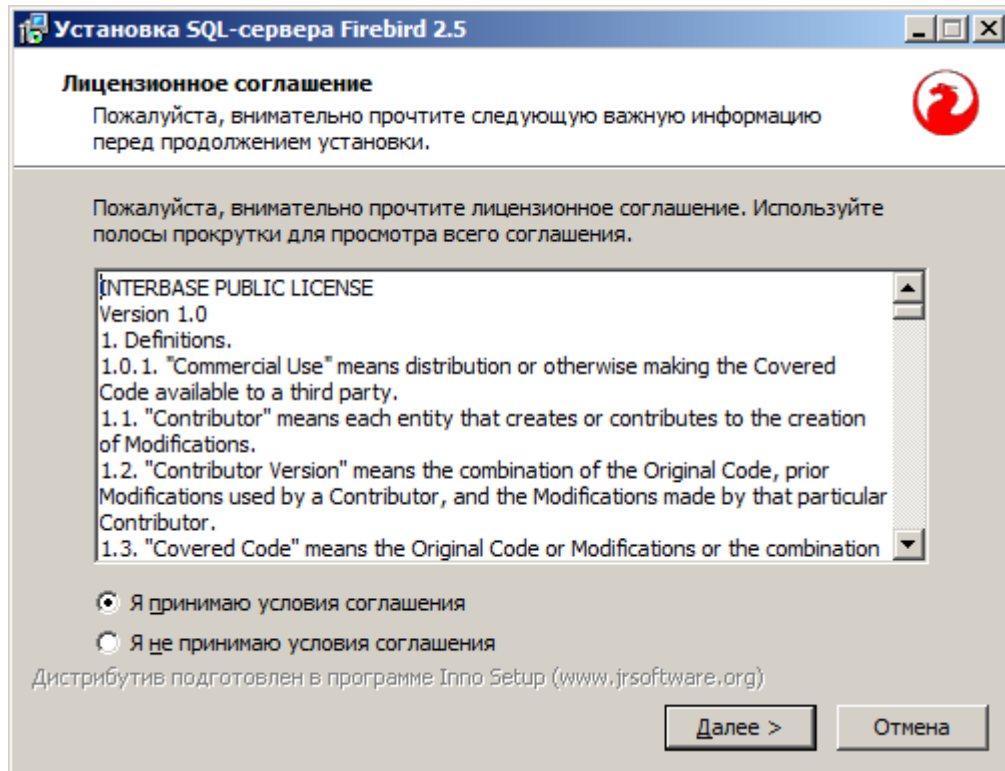 Установка SQL-сервера Firebird 2.5
Лицензионное соглашение
Пожалуйста, внимательно прочтите следующую важную информацию
перед продолжением установки.
Пожалуйста, внимательно прочтите лицензионное соглашение. Используйте
полосы прокрутки для просмотра всего соглашения.
INTERBASE PUBLIC LICENSE
Version 1.0
1. Definitions.
1.0.1. "Commercial Use" means distribution or otherwise making the Covered
Code available to a third party.
1.1. "Contributor" means each entity that creates or contributes to the creation
of Modifications.
1.2. "Contributor Version" means the combination of the Original Code, prior
Modifications used by a Contributor, and the Modifications made by that particular
Contributor.
1.3. "Covered Code" means the Original Code or Modifications or the combination
Я принимаю условия соглашения
Я не принимаю условия соглашения
Дистрибутив подготовлен в программе Inno Setup (www.jrsoftware.org)
Далее >
Отмена